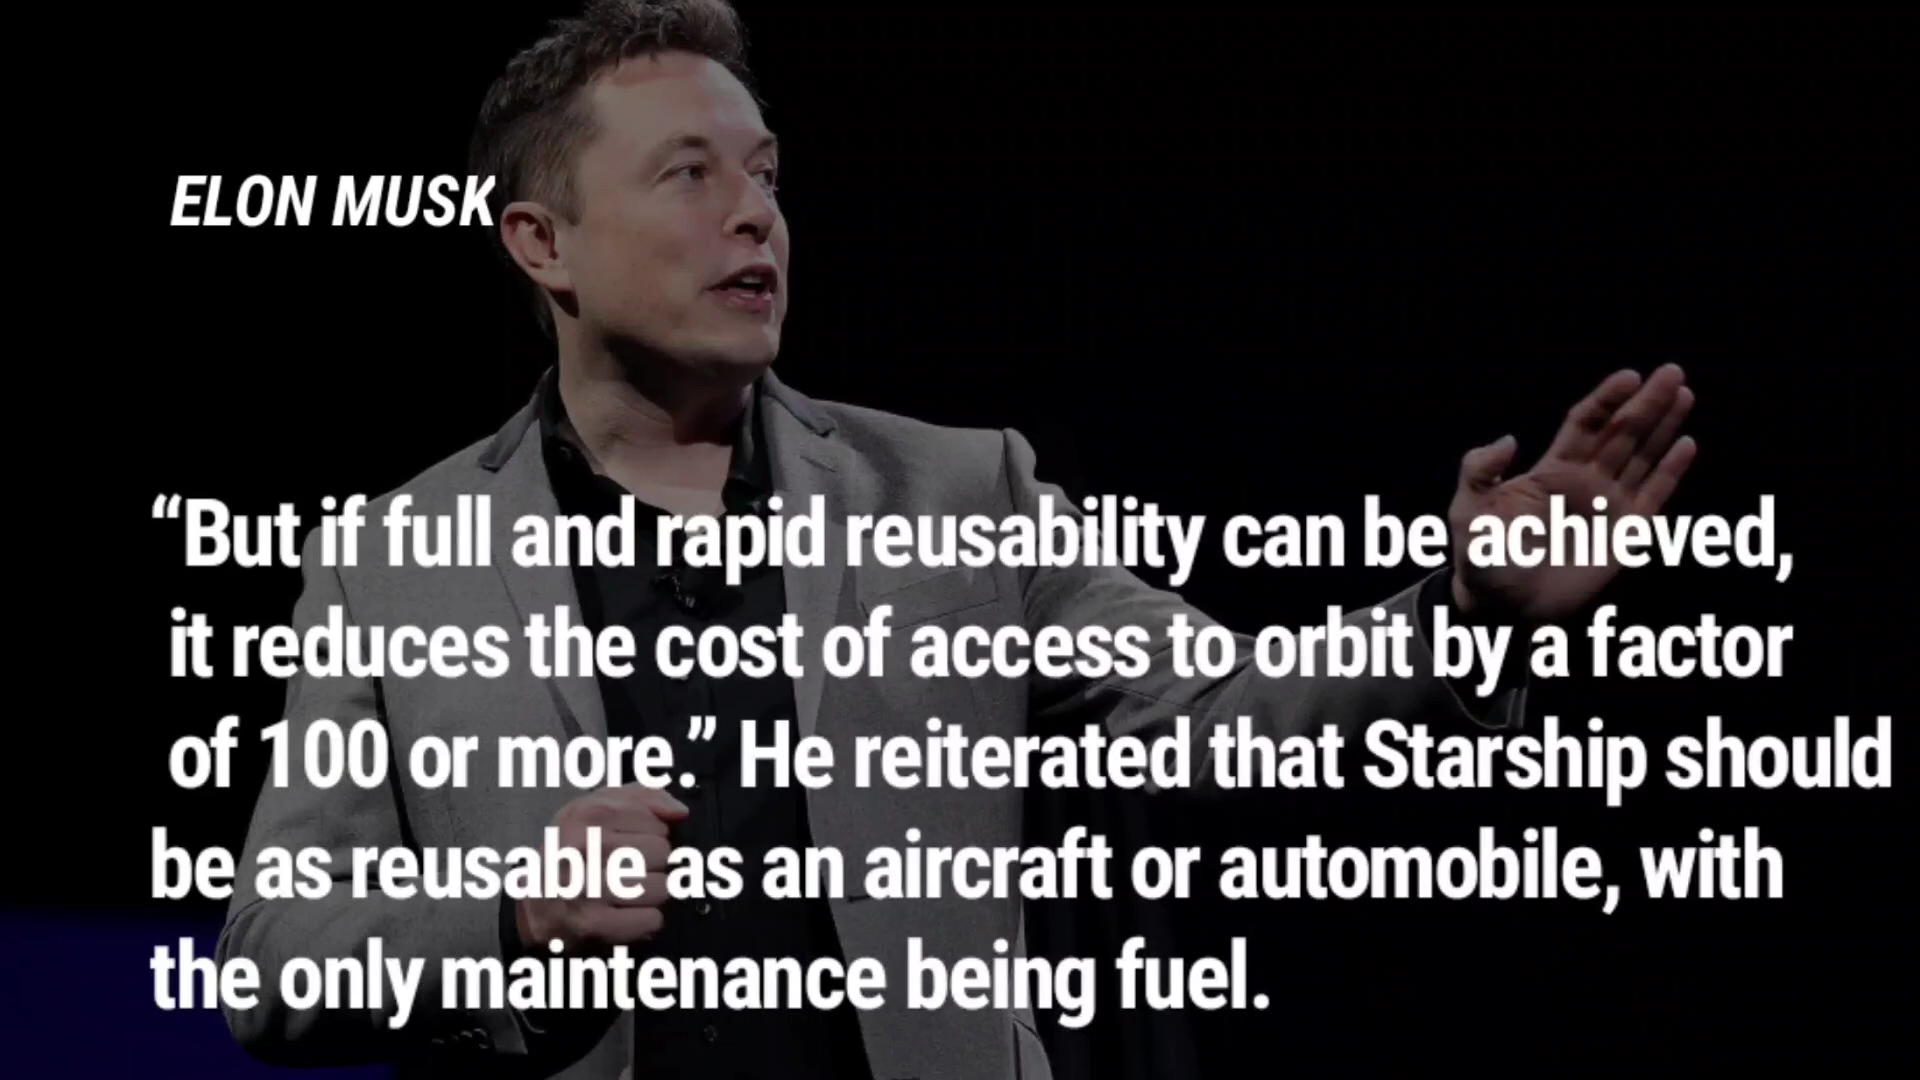 ELON MUSK
“But if full and rapid reusability can be achieved,
it reduces the cost of access to orbit by a factor
of 100 or more.” He reiterated that Starship should
be as reusable as an aircraft or automobile, with
the only maintenance being fuel.